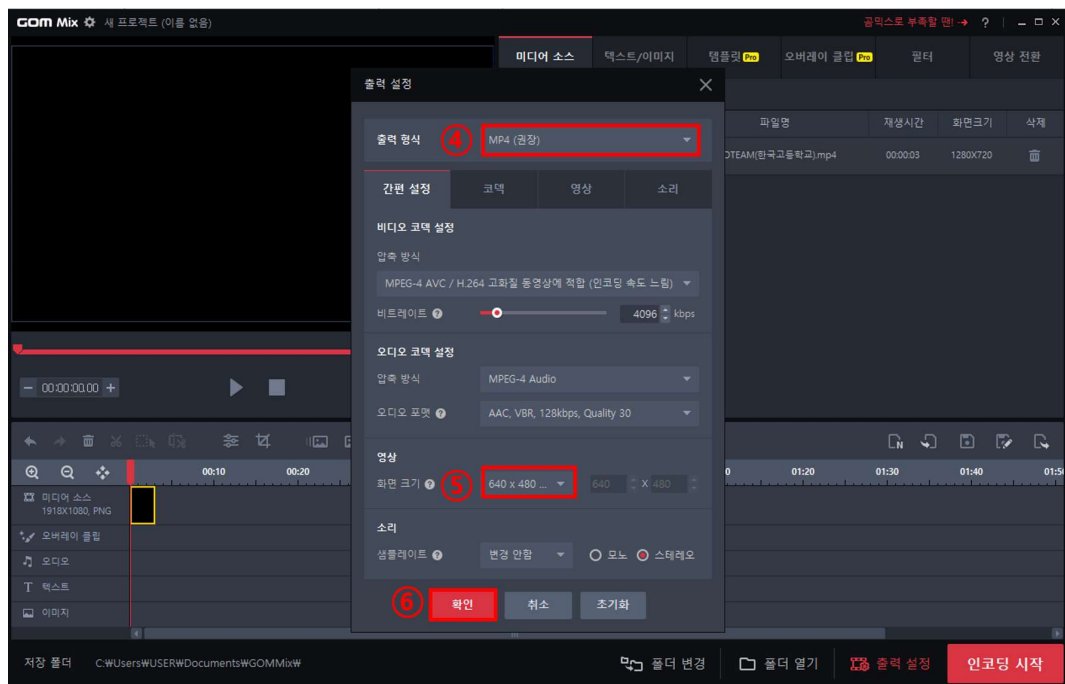 GOM Mix 새 프로젝트 (이름 없음)
곰믹스로 부족할 땐! ?
미디어 소스 텍스트/이미지 템플릿 Pro 오버레이 클립 Pro 필터 영상 전환
출력 설정
파일명 재생시간 화면크기 삭제
출력 형식 ④ MP4 (권장)
DTEAM(한국고등학교).mp4 00:00:03 1280X720
간편 설정 코덱 영상 소리
비디오 코덱 설정
압축 방식
MPEG-4 AVC / H.264 고화질 동영상에 적합 (인코딩 속도 느림)
비트레이트 ? 4096 kbps
오디오 코덱 설정
압축 방식 MPEG-4 Audio
00:00:00.00
오디오 포맷 ? AAC, VBR, 128kbps, Quality 30
영상
00:10 00:20 0 01:20 01:30 01:40 01:5
화면 크기 ? ⑤ 640 x 480 ... 640 X 480
미디어 소스
1918X1080, PNG
소리
오버레이 클립
샘플레이트 ? 변경 안함 모노 스테레오
오디오
T 텍스트
⑥ 확인 취소 초기화
이미지
저장 폴더 C:₩Users₩USER₩Documents₩GOMMix₩ 폴더 변경 폴더 열기 출력 설정 인코딩 시작